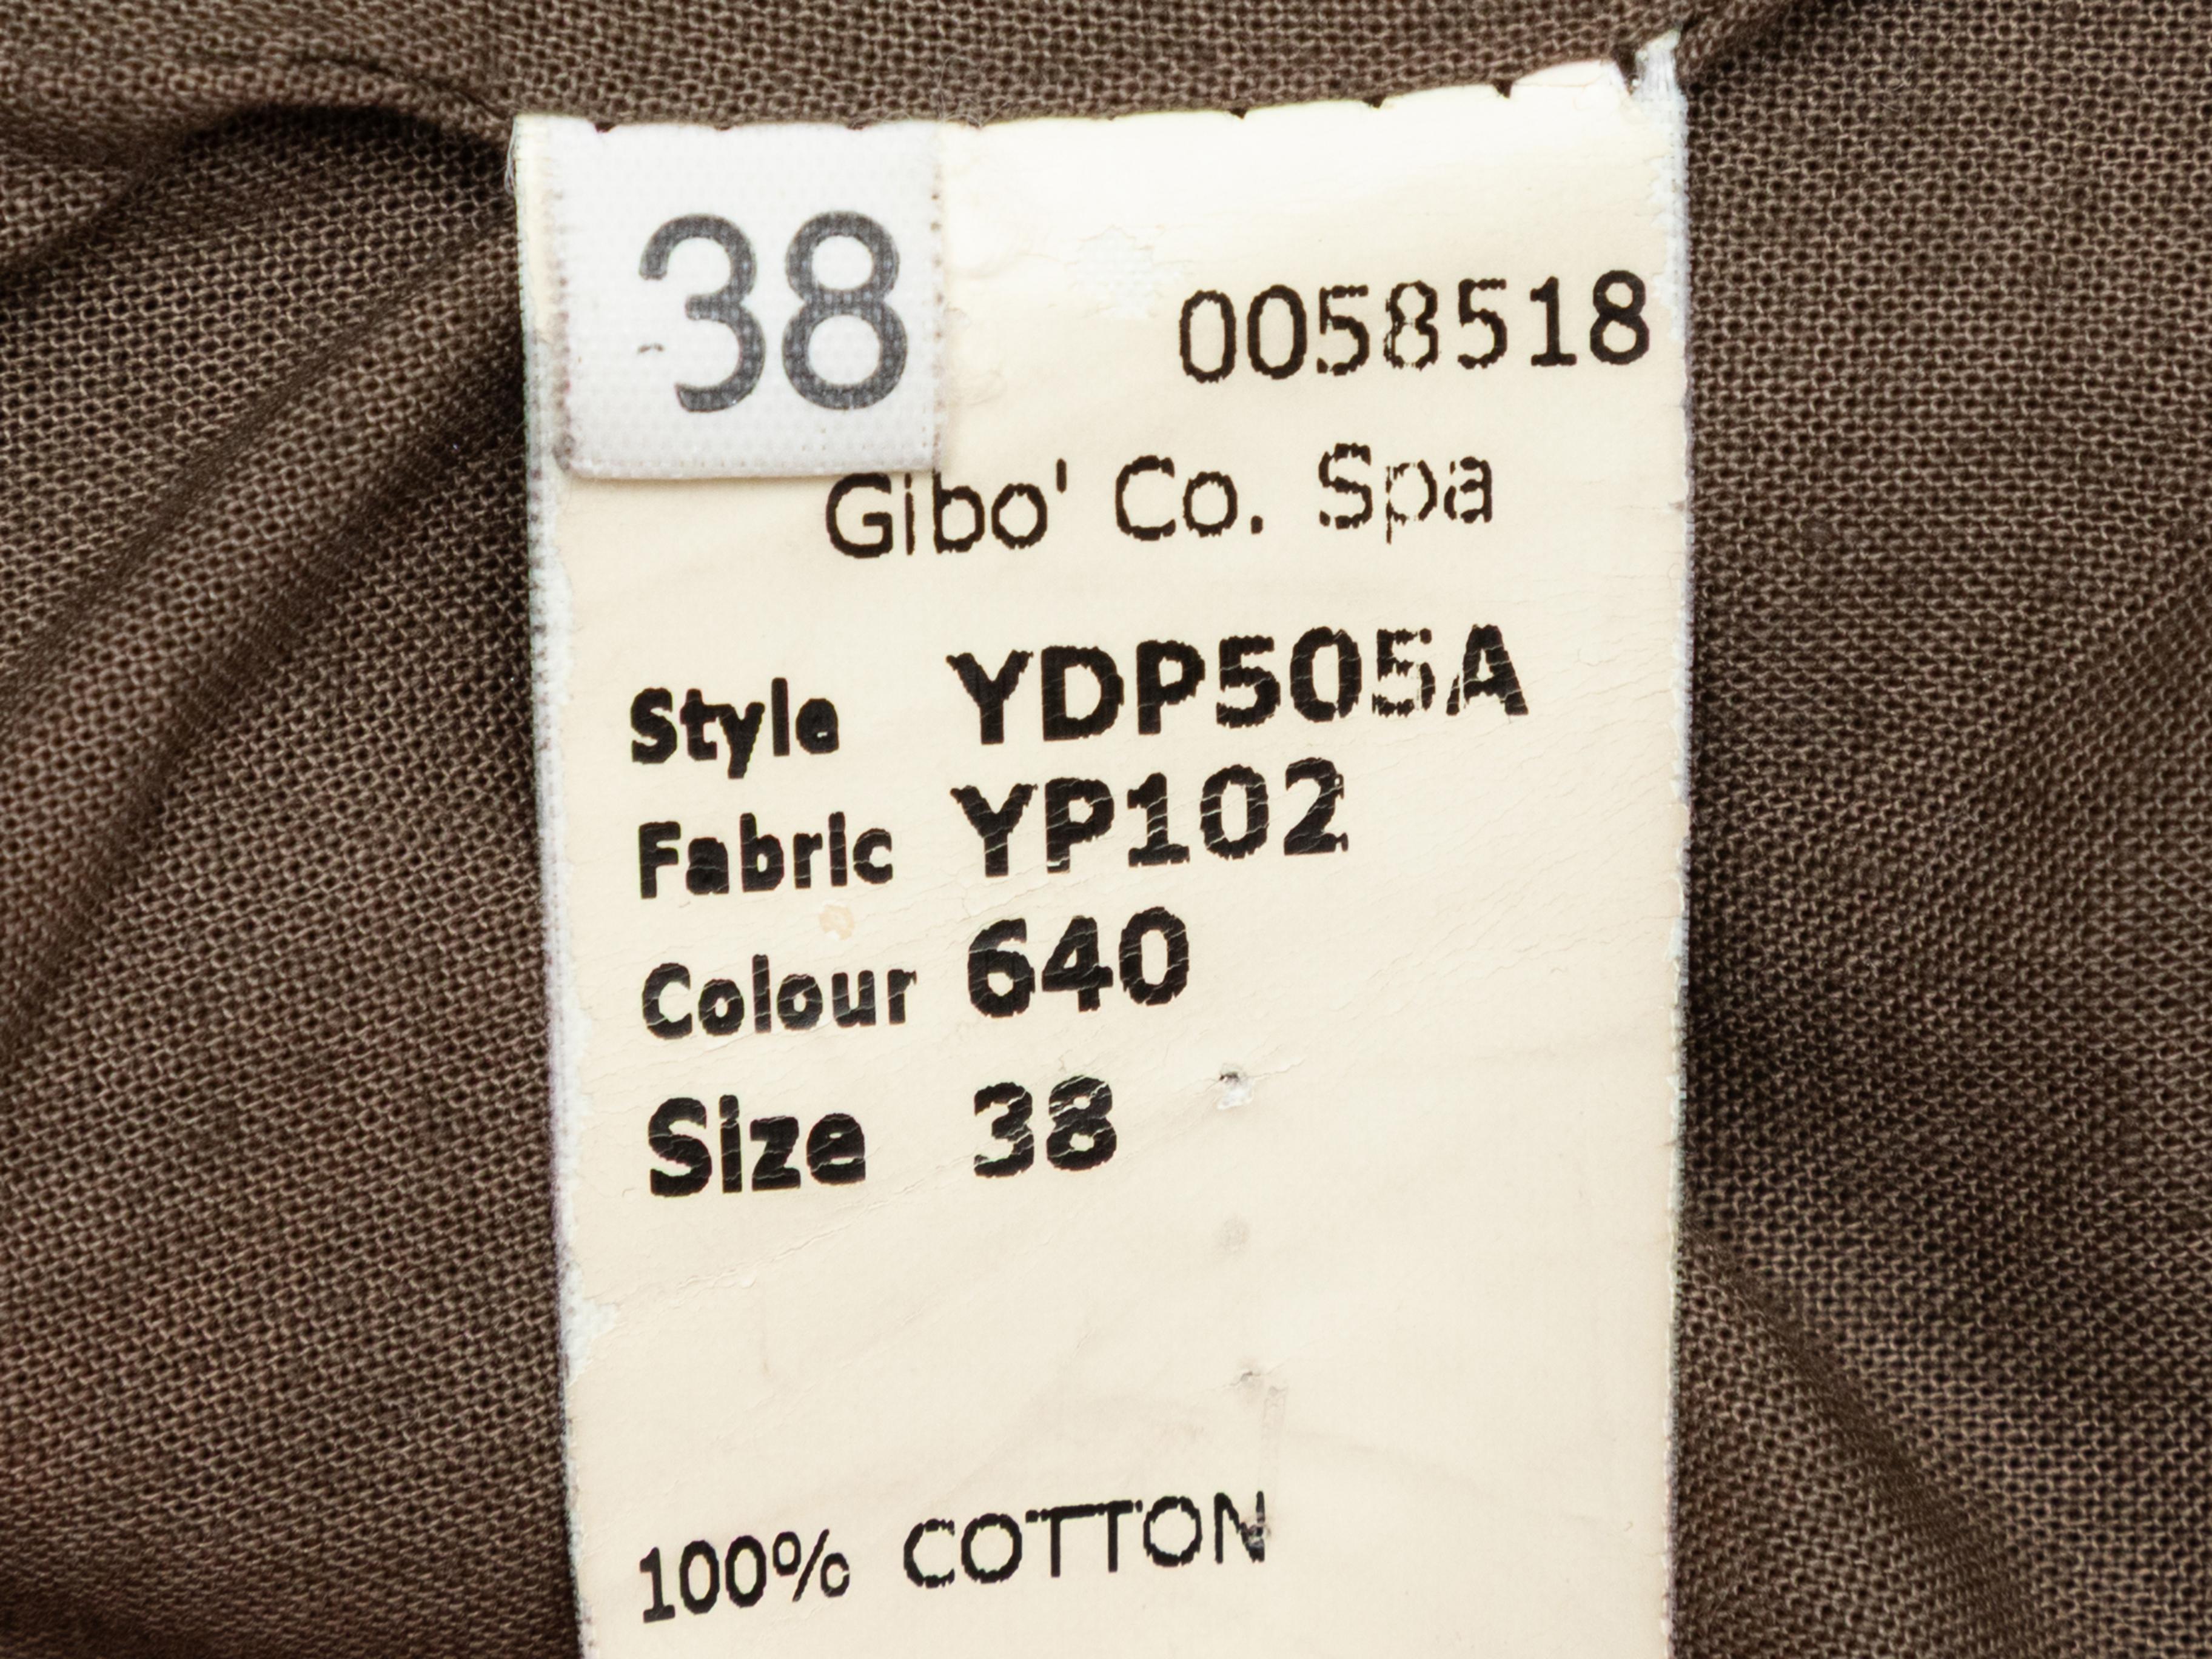 38
0058518
Gibo' Co. Spa
Style YDP505A
Fabric YP102
Colour 640
Size 38
100% COTTON